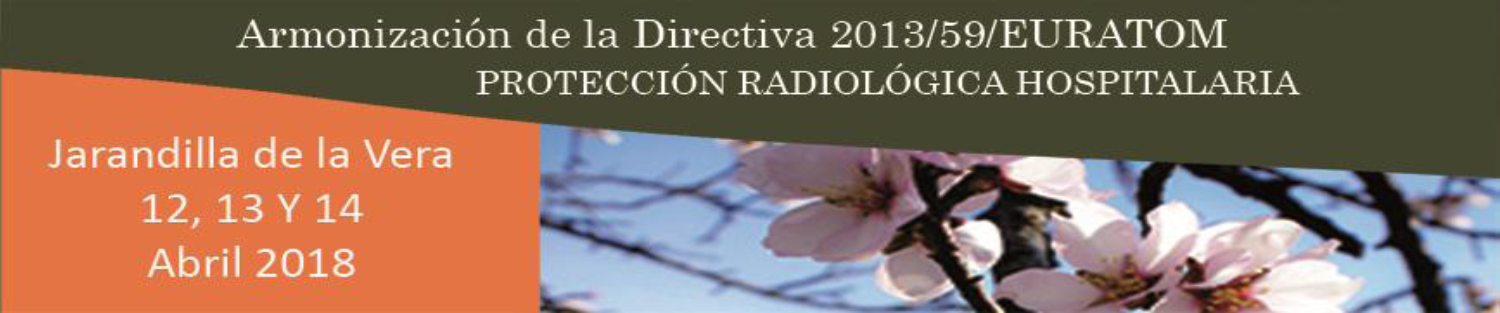 Armonización de la Directiva 2013/59/EURATOM
PROTECCIÓN RADIOLÓGICA HOSPITALARIA
Jarandilla de la Vera
12, 13 Y 14
Abril 2018